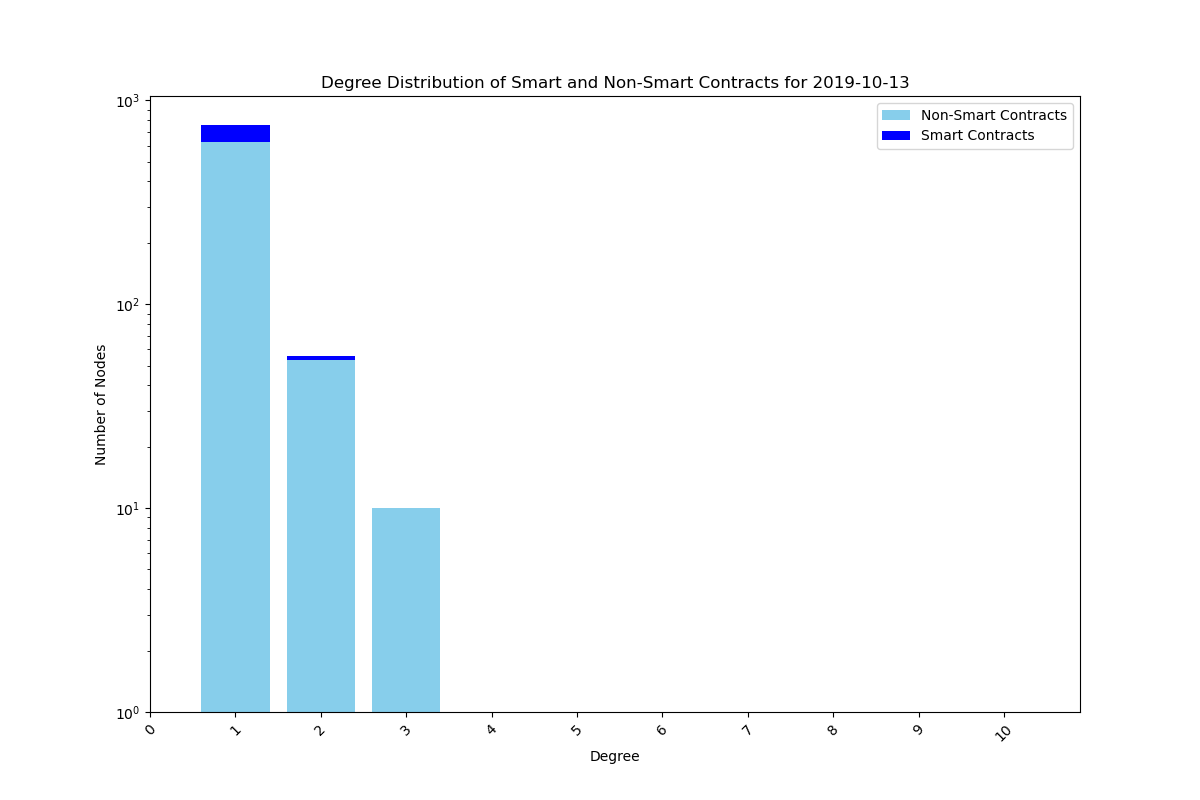 Degree Distribution of Smart and Non-Smart Contracts for 2019-10-13
Non-Smart Contracts
Smart Contracts
Number of Nodes
10³
10²
10¹
10⁰
0 1 2 3 4 5 6 7 8 9 10
Degree